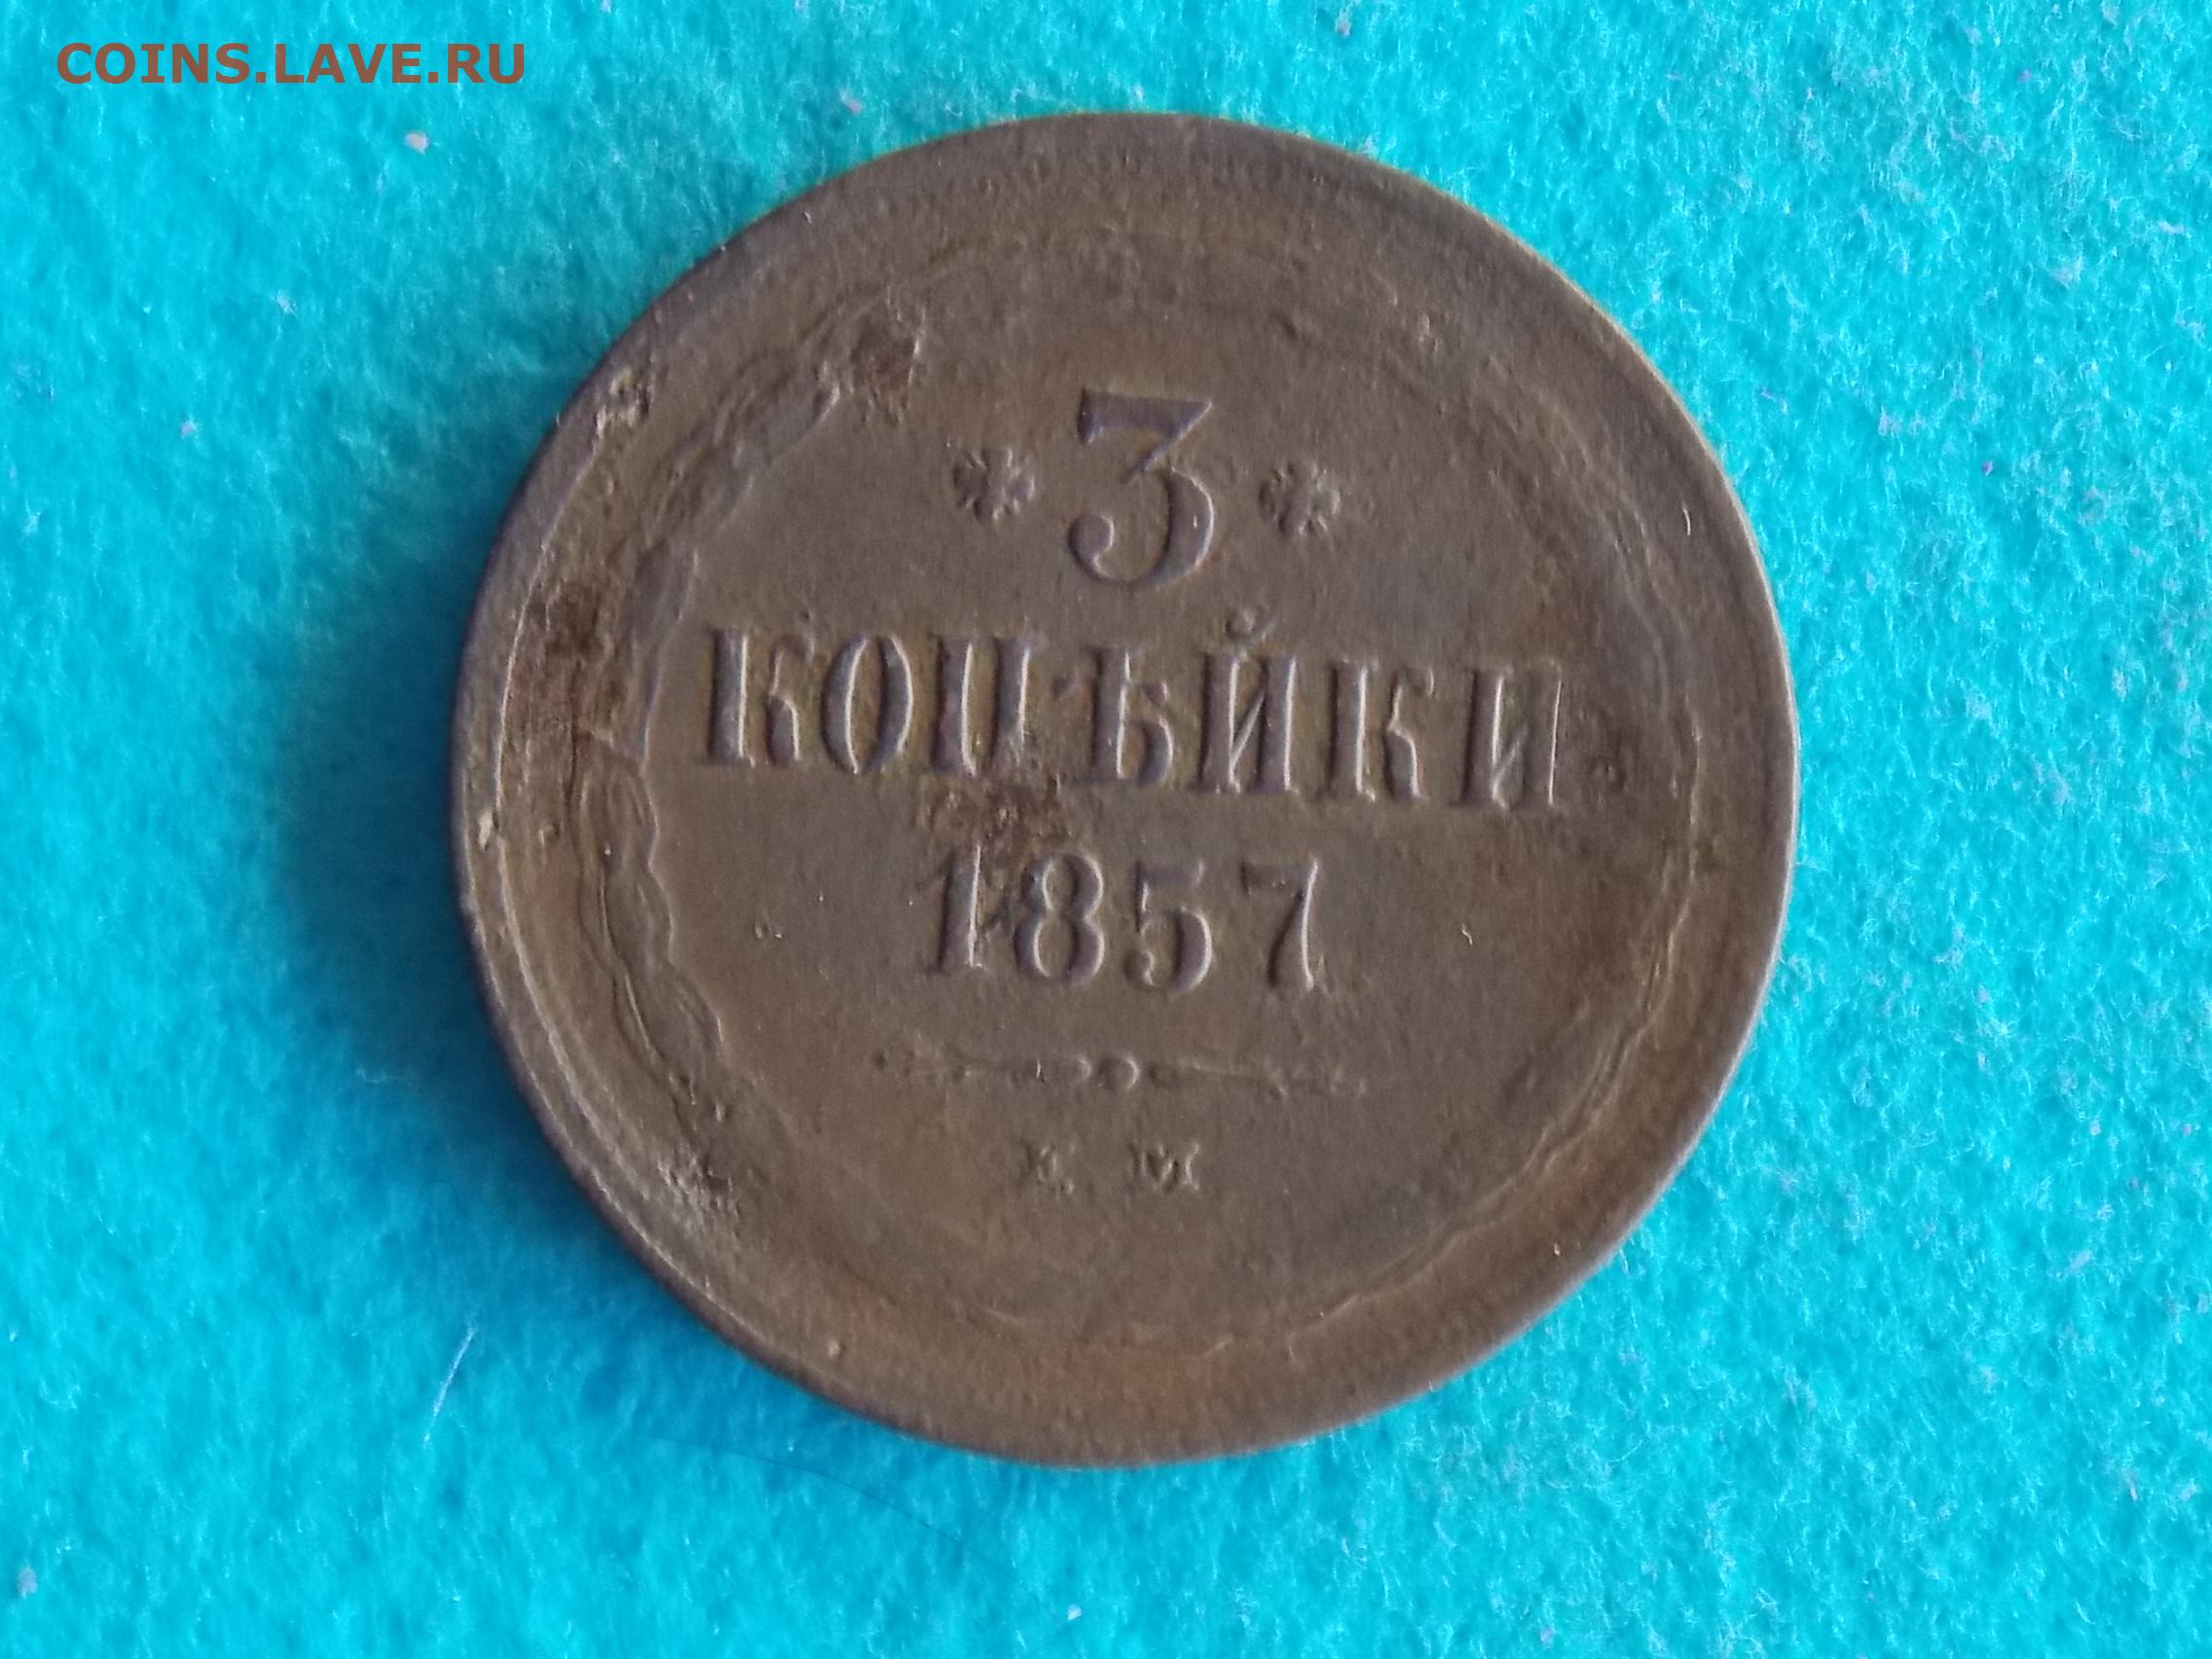 COINS.LAVE.RU
* 3 *
КОПѢЙКИ
1857
Е М